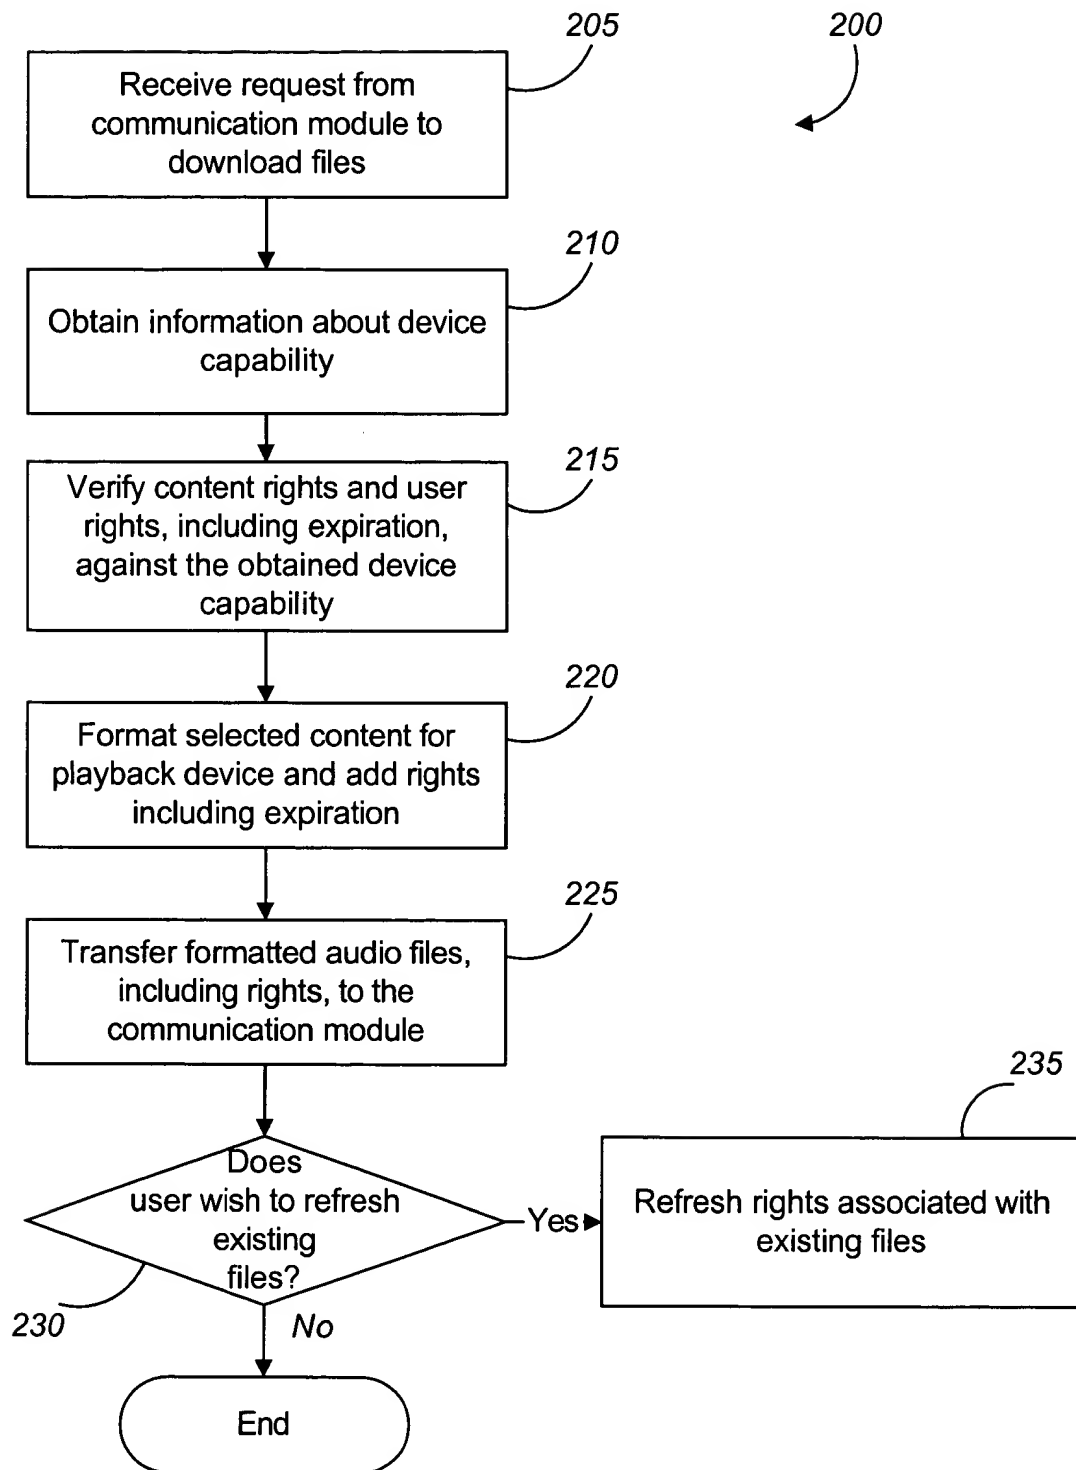 205
200
Receive request from
communication module to
download files
210
Obtain information about device
capability
215
Verify content rights and user
rights, including expiration,
against the obtained device
capability
220
Format selected content for
playback device and add rights
including expiration
225
Transfer formatted audio files,
including rights, to the
communication module
235
Does
user wish to refresh
existing
files?
Yes
Refresh rights associated with
existing files
230
No
End